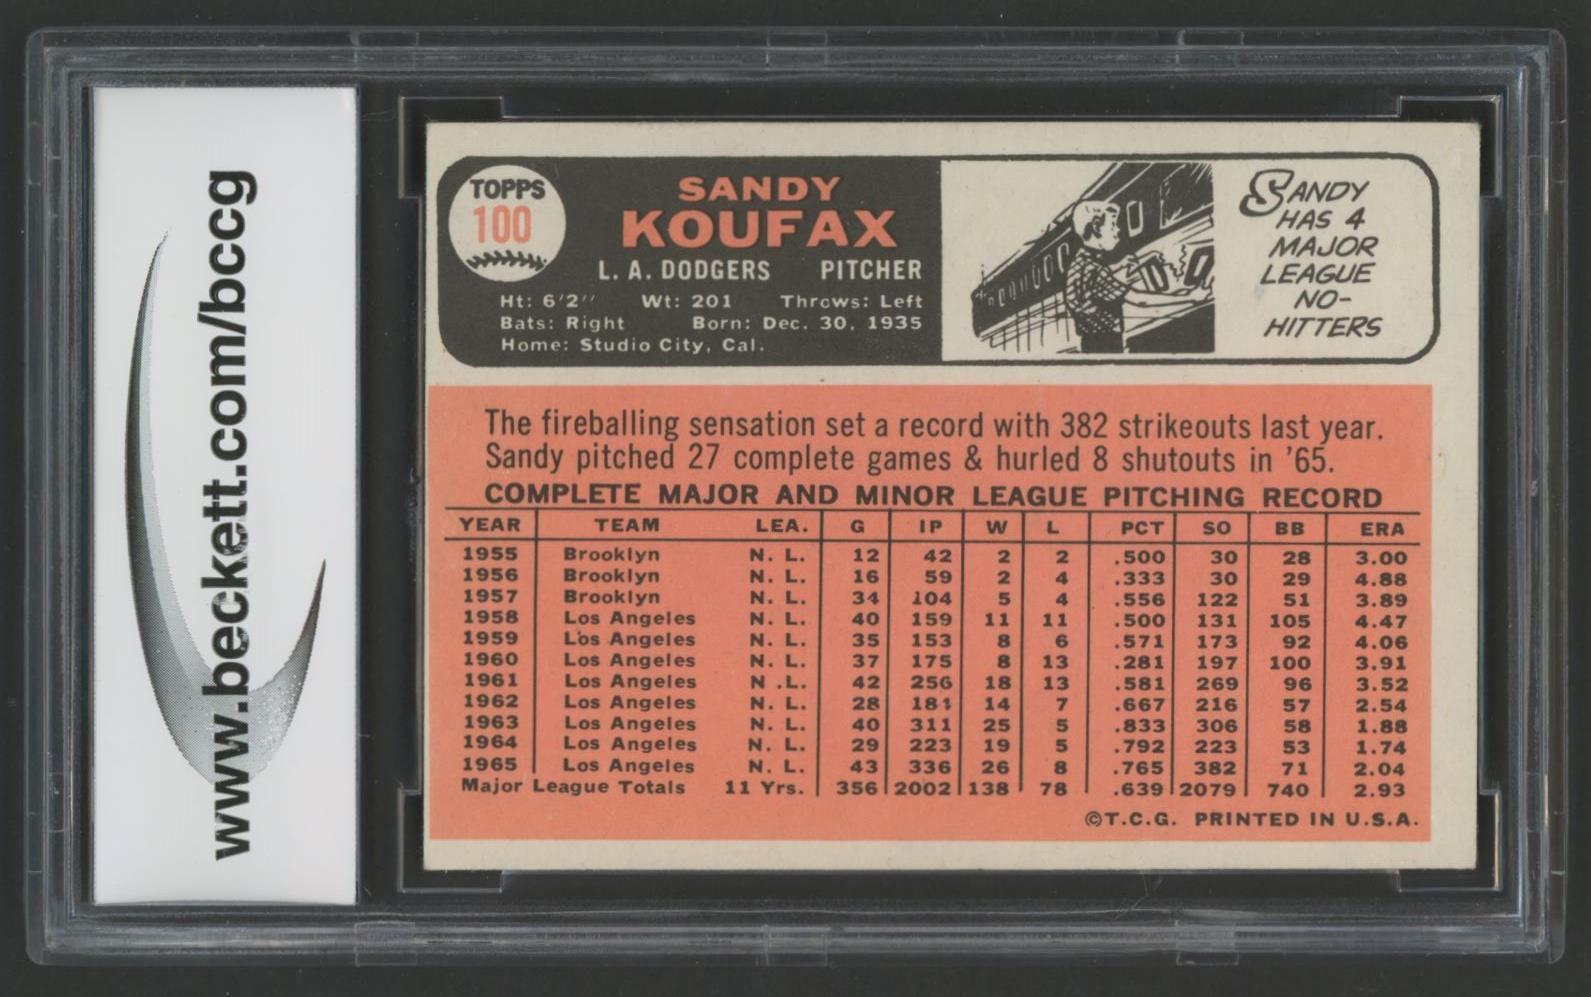 www.beckett.com/bccg
TOPPS
100
SANDY
KOUFAX
L. A. DODGERS PITCHER
Ht: 6'2" Wt: 201 Throws: Left
Bats: Right Born: Dec. 30, 1935
Home: Studio City, Cal.
SANDY
HAS 4
MAJOR
LEAGUE
NO-
HITTERS
The fireballing sensation set a record with 382 strikeouts last year.
Sandy pitched 27 complete games & hurled 8 shutouts in '65.
COMPLETE MAJOR AND MINOR LEAGUE PITCHING RECORD
YEAR TEAM LEA. G IP W L PCT SO BB ERA
1955 Brooklyn N. L. 12 42 2 2 .500 30 28 3.00
1956 Brooklyn N. L. 16 59 2 4 .333 30 29 4.88
1957 Brooklyn N. L. 34 104 5 4 .556 122 51 3.89
1958 Los Angeles N. L. 40 159 11 11 .500 131 105 4.47
1959 Los Angeles N. L. 35 153 8 6 .571 173 92 4.06
1960 Los Angeles N. L. 37 175 8 13 .281 197 100 3.91
1961 Los Angeles N .L. 42 256 18 13 .581 269 96 3.52
1962 Los Angeles N. L. 28 184 14 7 .667 216 57 2.54
1963 Los Angeles N. L. 40 311 25 5 .833 306 58 1.88
1964 Los Angeles N. L. 29 223 19 5 .792 223 53 1.74
1965 Los Angeles N. L. 43 336 26 8 .765 382 71 2.04
Major League Totals 11 Yrs. 356 2002 138 78 .639 2079 740 2.93
©T.C.G. PRINTED IN U.S.A.